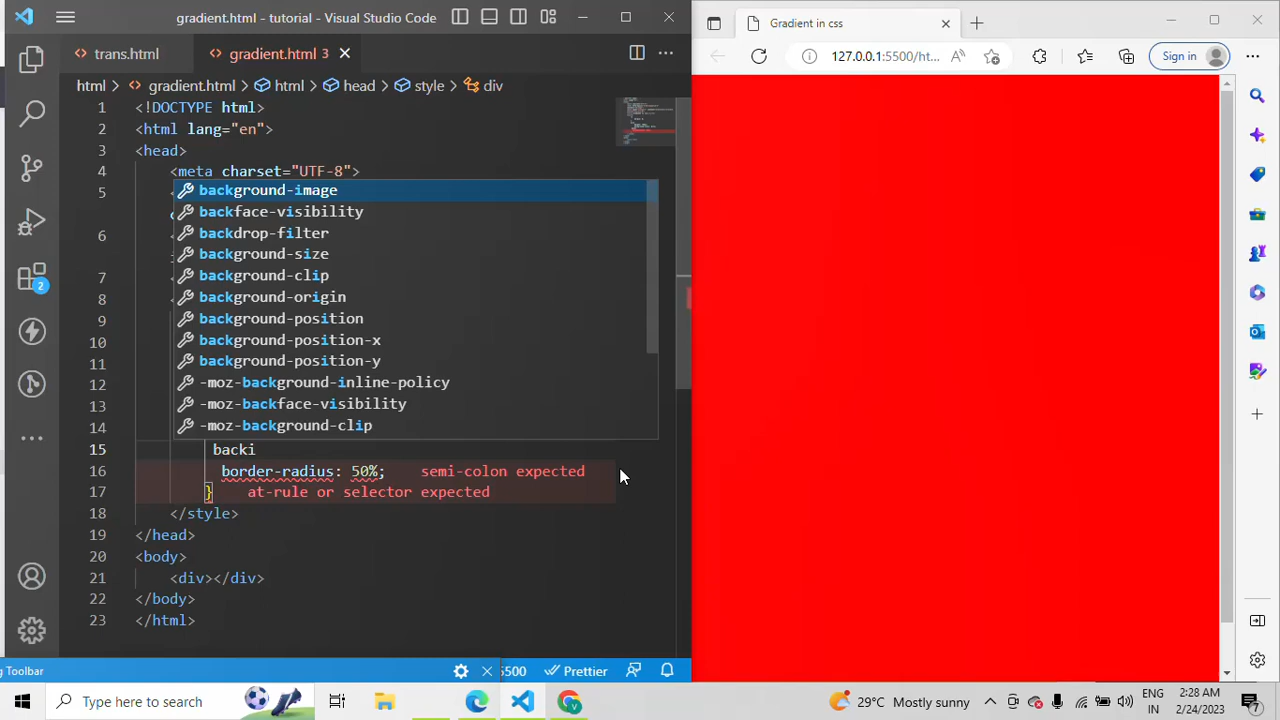 gradient.html - tutorial - Visual Studio Code
trans.html
gradient.html 3
html > gradient.html > html > head > style > div
1 <!DOCTYPE html>
2 <html lang="en">
3 <head>
4 <meta charset="UTF-8">
5
6
7
8
9
10
11
12
13
14
background-image
backface-visibility
backdrop-filter
background-size
background-clip
background-origin
background-position
background-position-x
background-position-y
-moz-background-inline-policy
-moz-backface-visibility
-moz-background-clip
15 backi
16 border-radius: 50%; semi-colon expected
17 } at-rule or selector expected
18 </style>
19 </head>
20 <body>
21 <div></div>
22 </body>
23 </html>
2
g Toolbar
5500
Prettier
Gradient in css
127.0.0.1:5500/ht...
Sign in
Type here to search
29°C Mostly sunny
ENG
IN
2:28 AM
2/24/2023
7